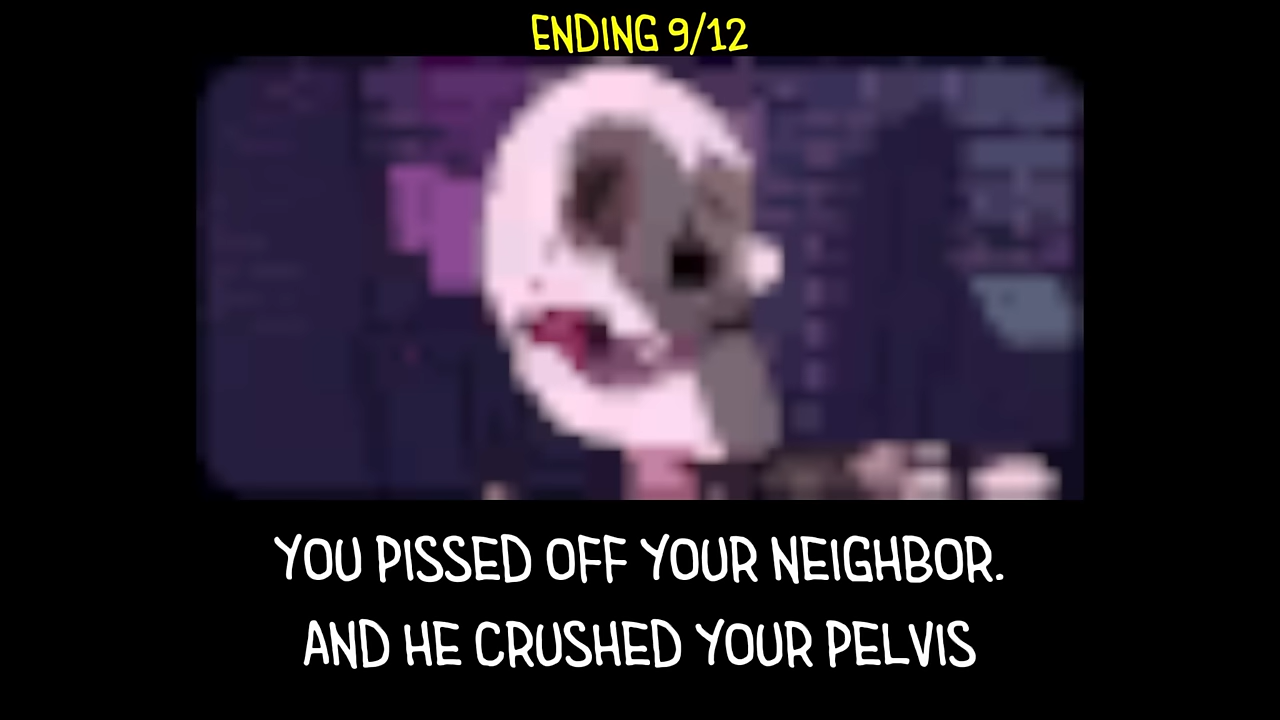 ENDING 9/12
YOU PISSED OFF YOUR NEIGHBOR.
AND HE CRUSHED YOUR PELVIS